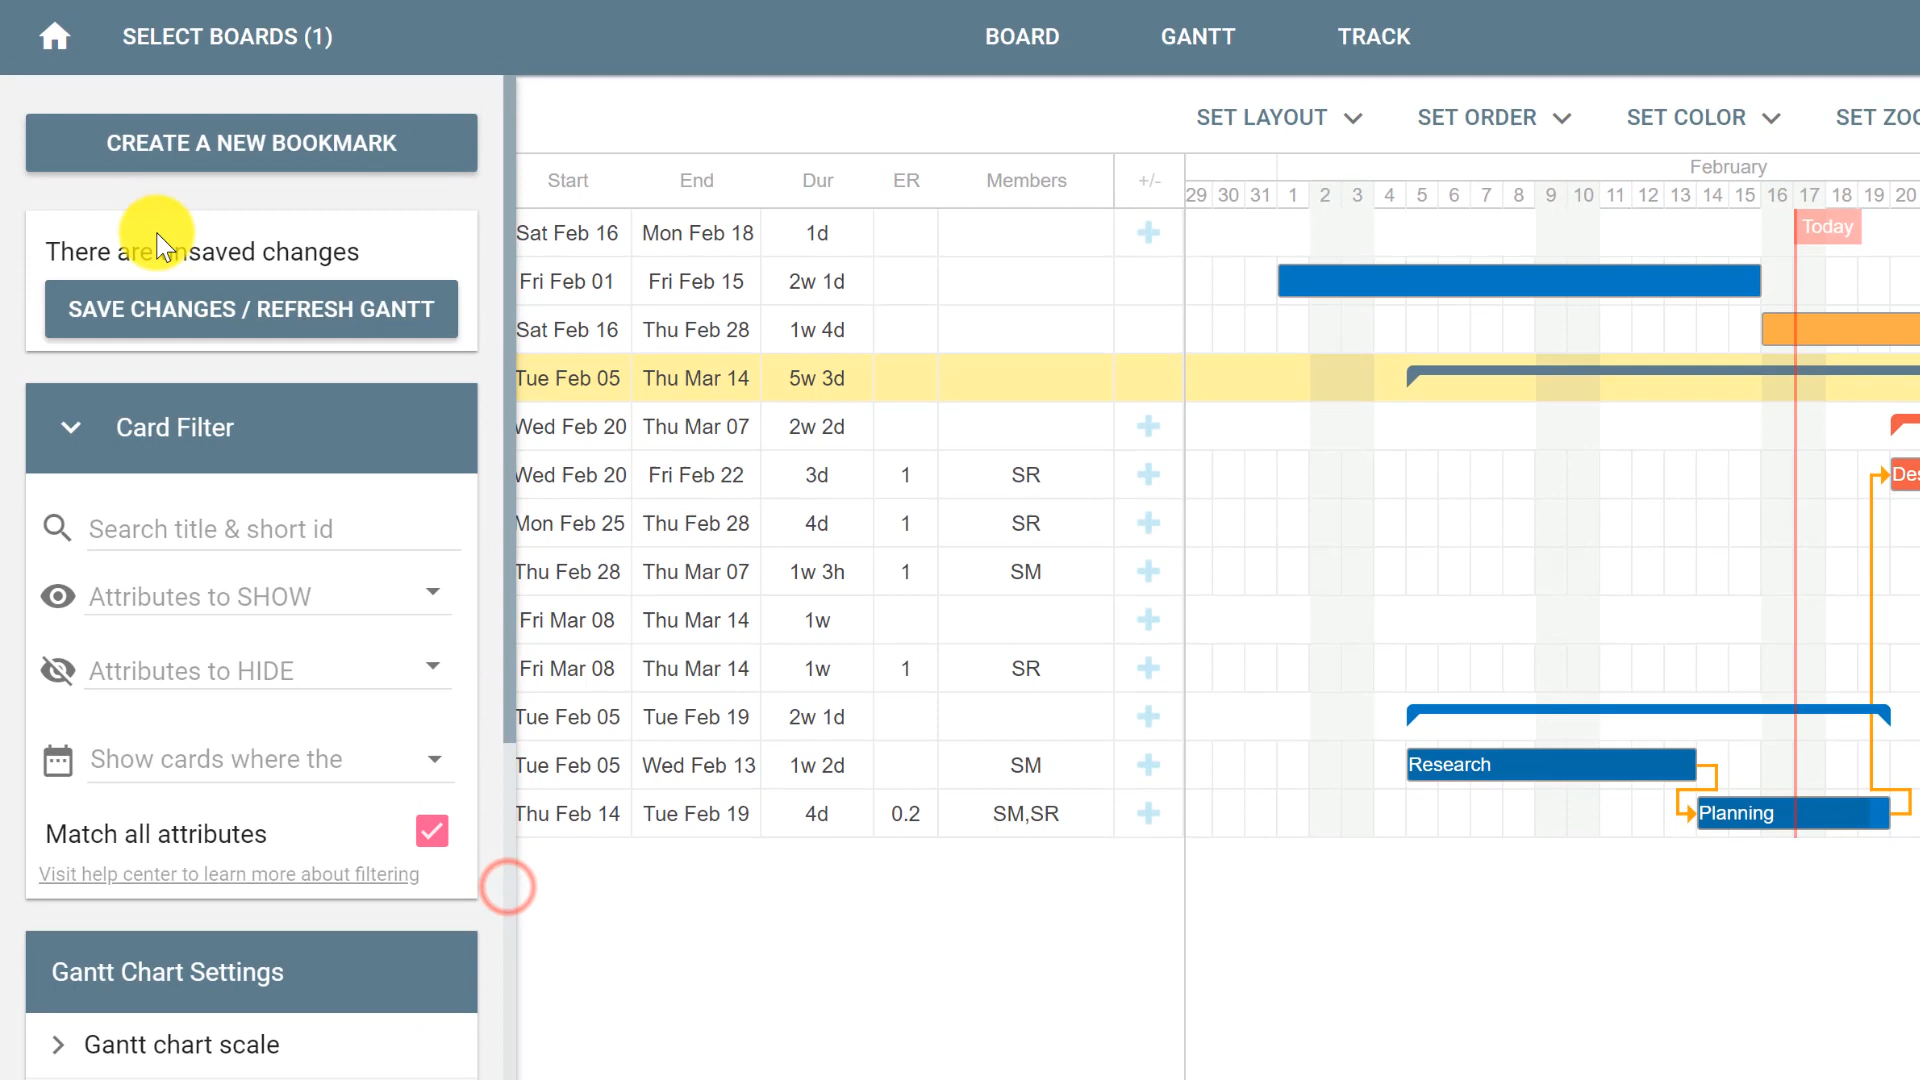 SELECT BOARDS (1)
BOARD
GANTT
TRACK
CREATE A NEW BOOKMARK
There are unsaved changes
SAVE CHANGES / REFRESH GANTT
Card Filter
Search title & short id
Attributes to SHOW
Attributes to HIDE
Show cards where the
Match all attributes
Visit help center to learn more about filtering
Gantt Chart Settings
Gantt chart scale
SET LAYOUT
SET ORDER
SET COLOR
SET ZOO
Start End Dur ER Members +/-
February
29 30 31 1 2 3 4 5 6 7 8 9 10 11 12 13 14 15 16 17 18 19 20
Today
Sat Feb 16 Mon Feb 18 1d
Fri Feb 01 Fri Feb 15 2w 1d
Sat Feb 16 Thu Feb 28 1w 4d
Tue Feb 05 Thu Mar 14 5w 3d
Wed Feb 20 Thu Mar 07 2w 2d
Wed Feb 20 Fri Feb 22 3d 1 SR Des
Mon Feb 25 Thu Feb 28 4d 1 SR
Thu Feb 28 Thu Mar 07 1w 3h 1 SM
Fri Mar 08 Thu Mar 14 1w
Fri Mar 08 Thu Mar 14 1w 1 SR
Tue Feb 05 Tue Feb 19 2w 1d
Tue Feb 05 Wed Feb 13 1w 2d SM Research
Thu Feb 14 Tue Feb 19 4d 0.2 SM,SR Planning